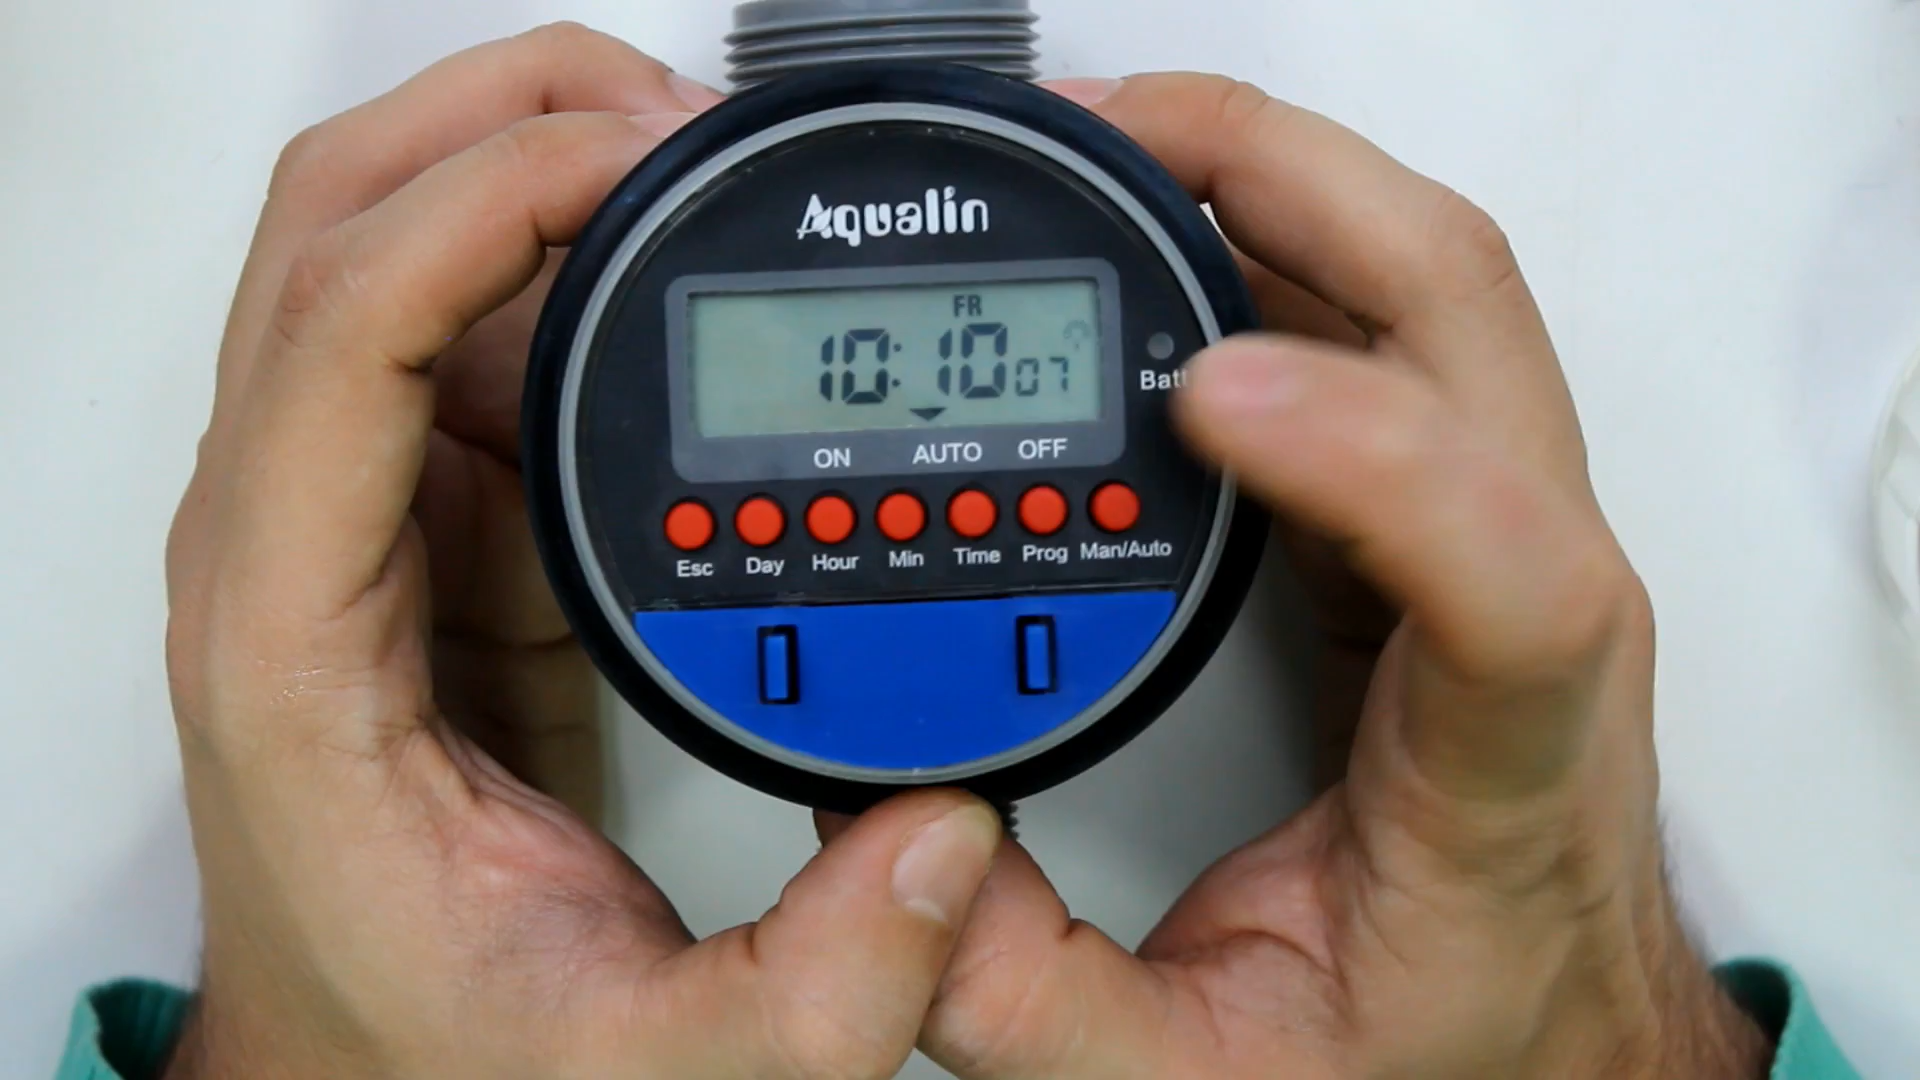 Aqualin
FR
10:10 07
ON AUTO OFF
Batt
Esc Day Hour Min Time Prog Man/Auto